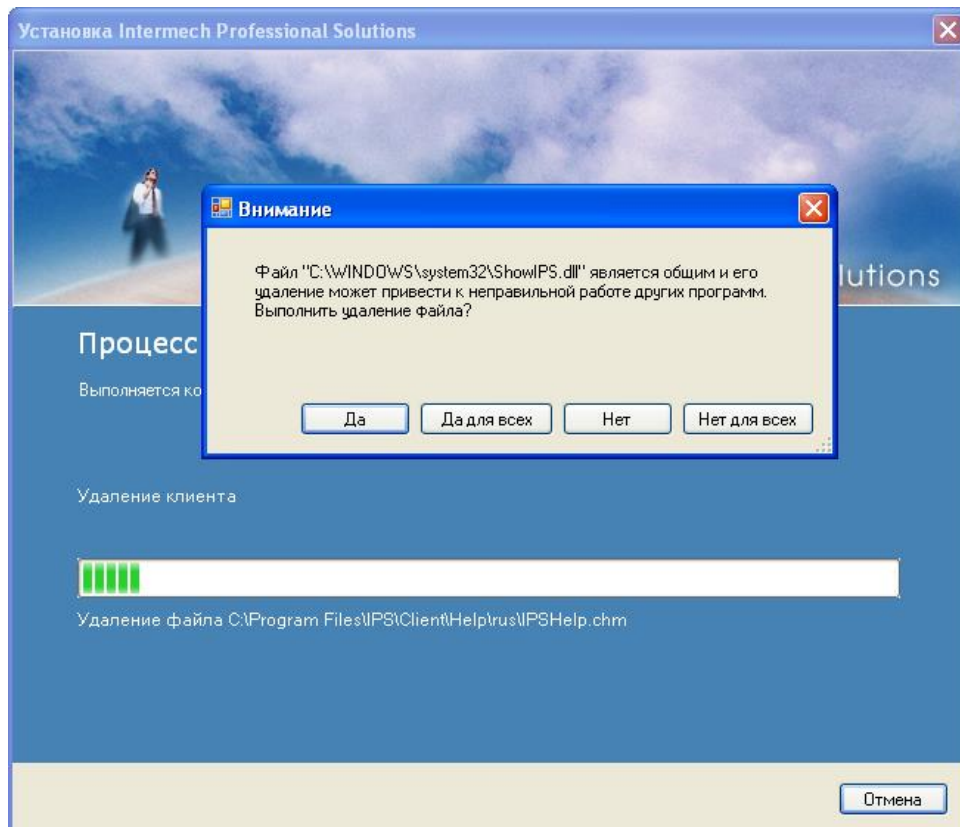 Установка Intermech Professional Solutions
Внимание
Файл "C:\WINDOWS\system32\ShowIPS.dll" является общим и его
удаление может привести к неправильной работе других программ.
Выполнить удаление файла?
Да
Да для всех
Нет
Нет для всех
lutions
Процесс
Выполняется ко
Удаление клиента
Удаление файла C:\Program Files\IPS\Client\Help\rus\IPSHelp.chm
Отмена